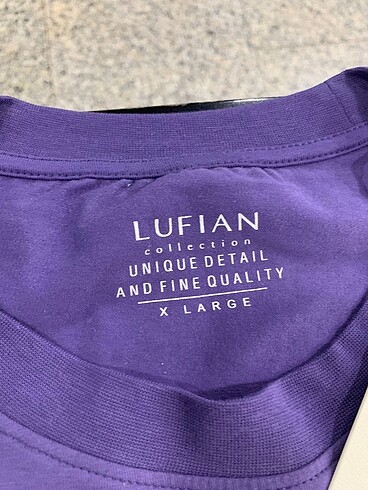 LUFIAN
collection
UNIQUE DETAIL
AND FINE QUALITY
X LARGE